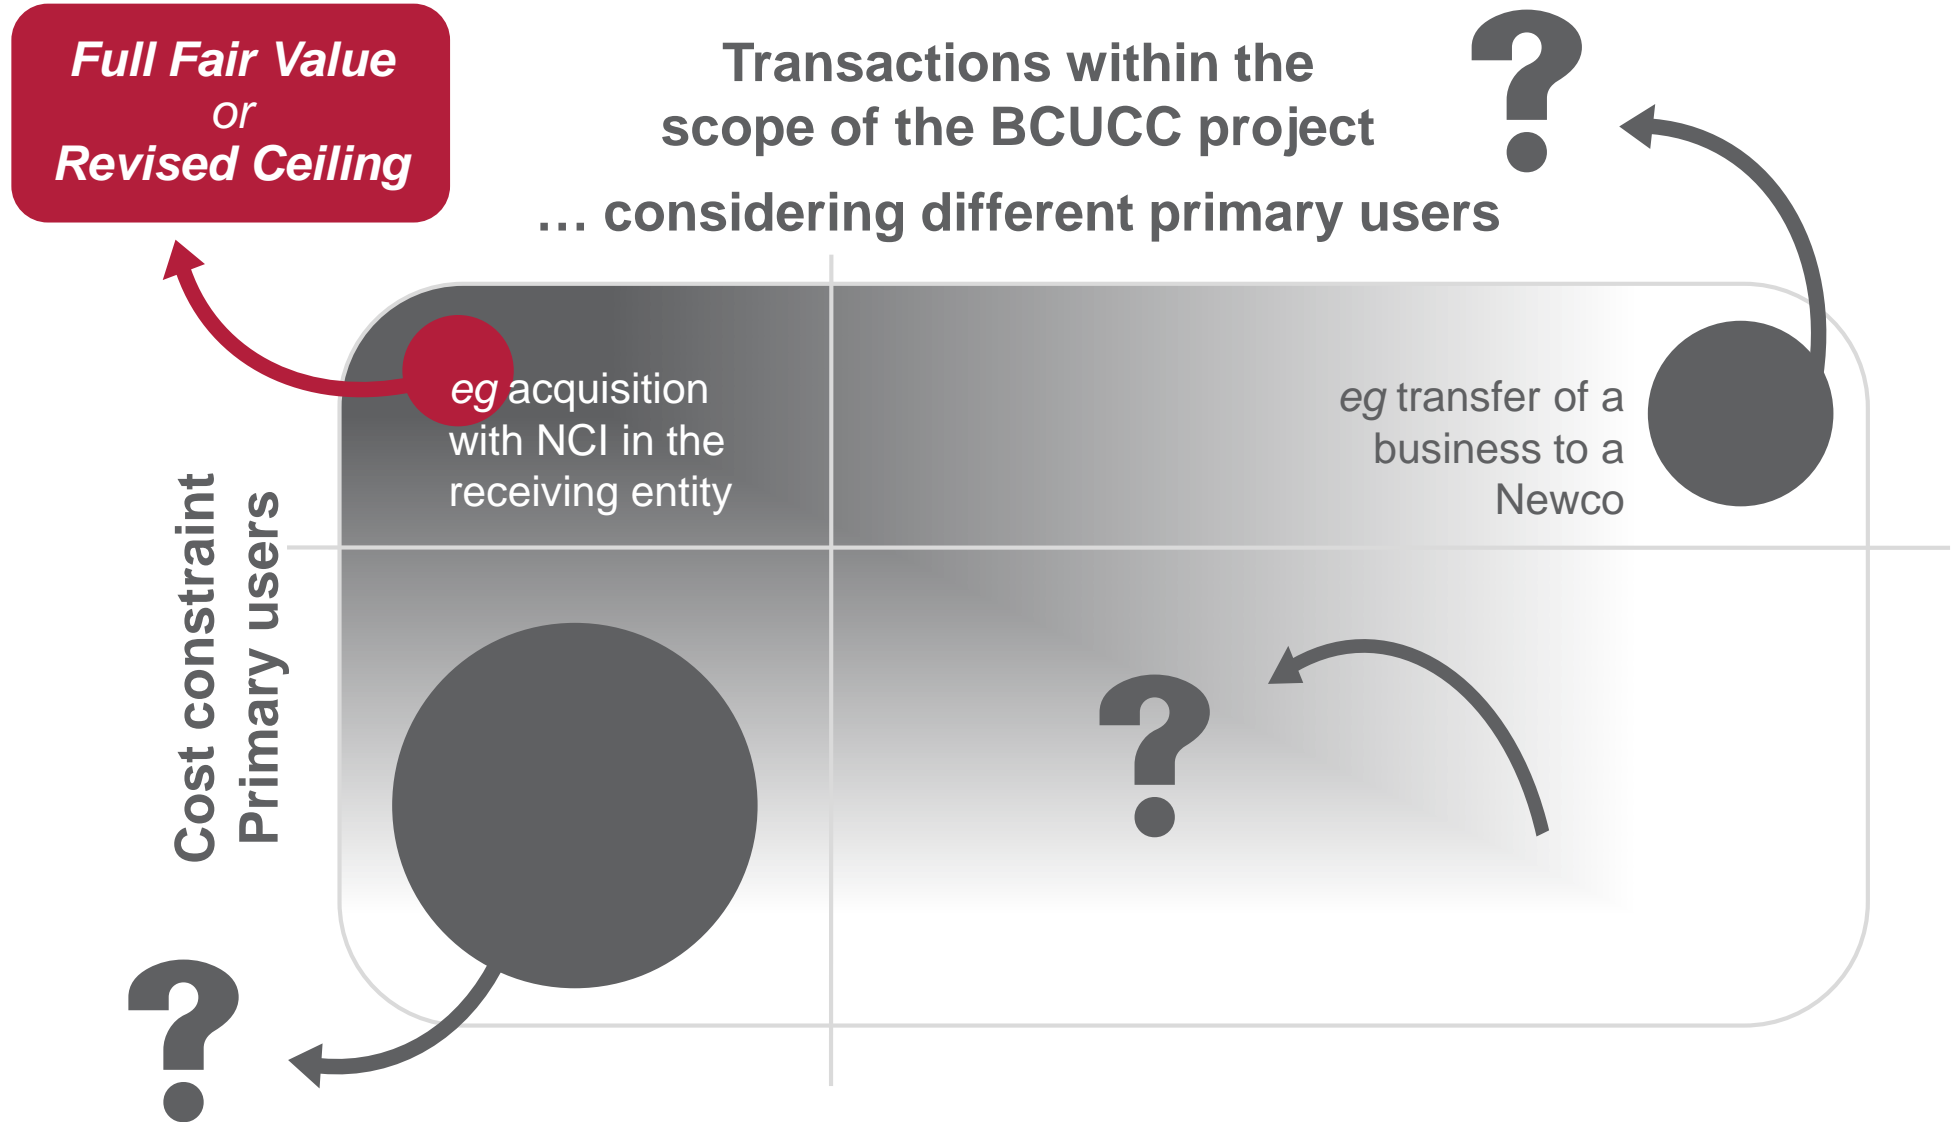 Full Fair Value
or
Revised Ceiling
Transactions within the
scope of the BCUCC project
… considering different primary users
?
eg acquisition
with NCI in the
receiving entity
eg transfer of a
business to a
Newco
Cost constraint
Primary users
?
?